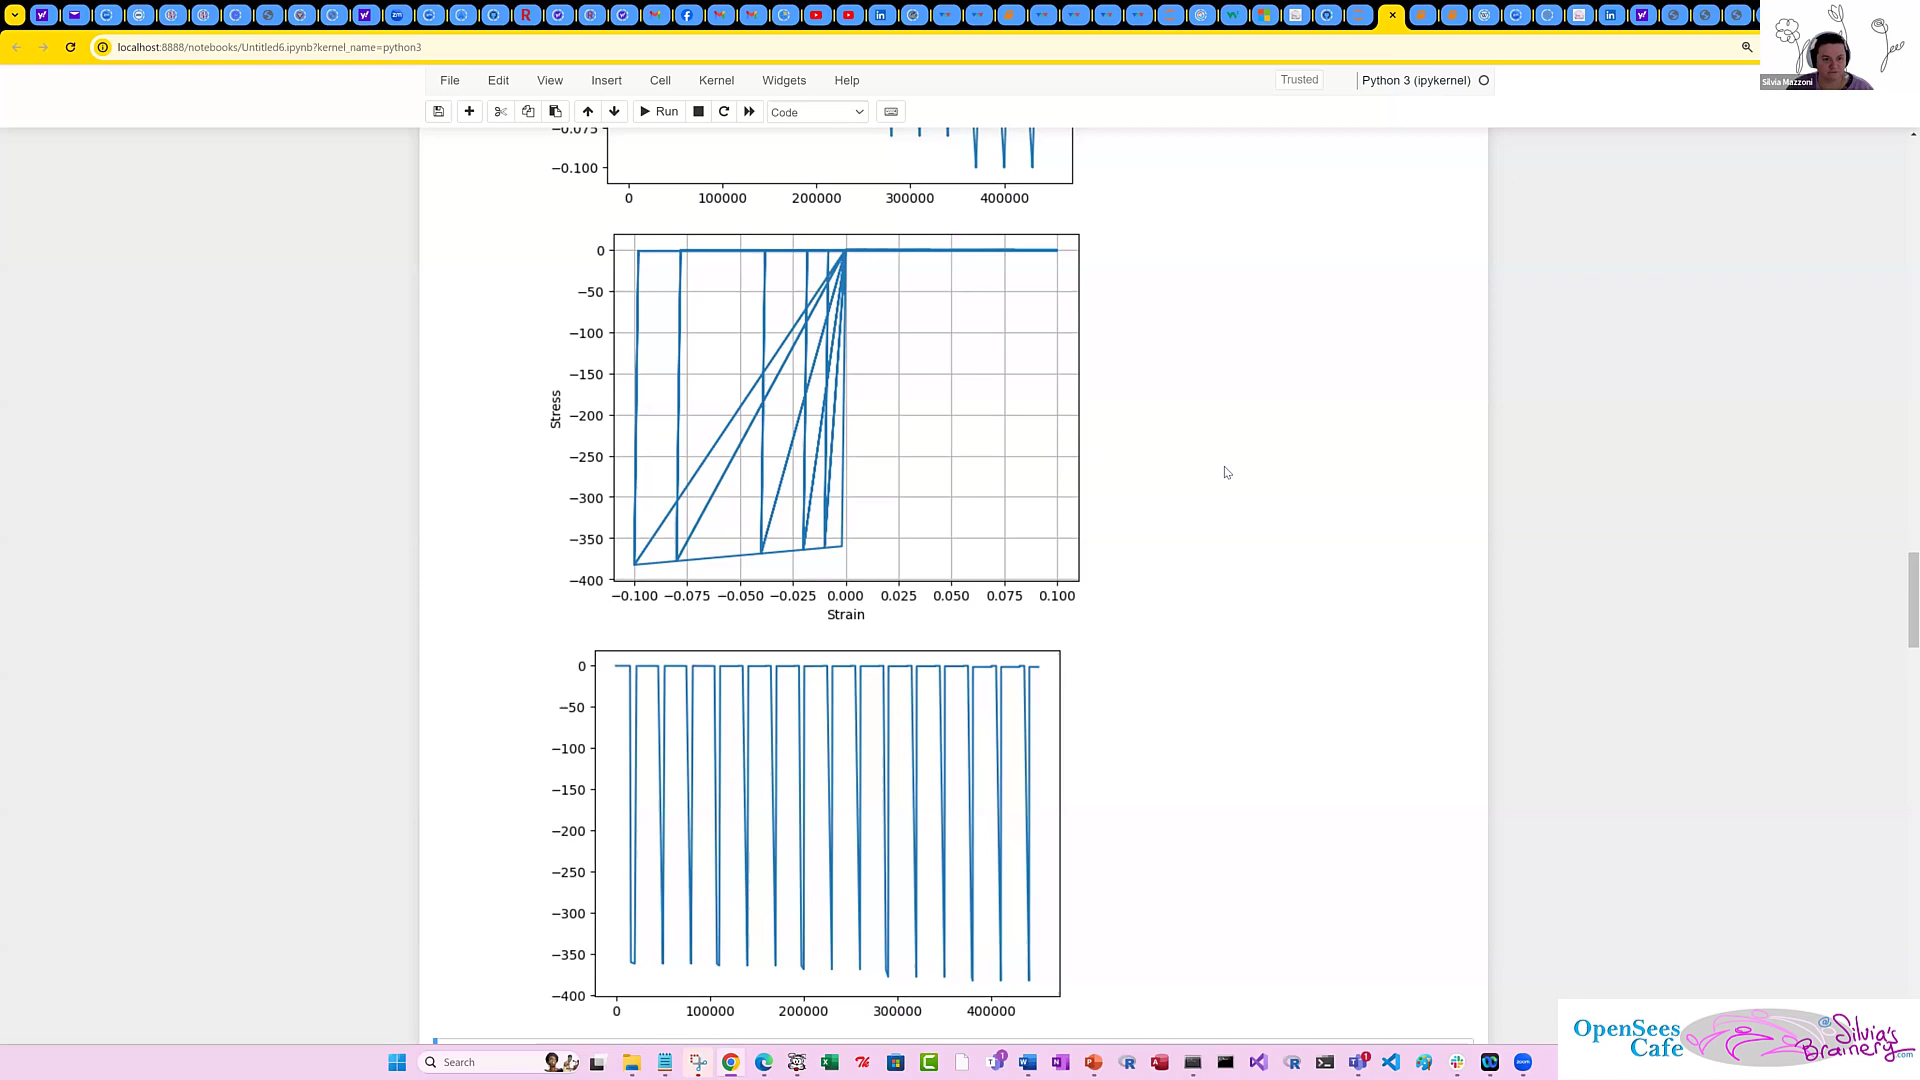 localhost:8888/notebooks/Untitled6.ipynb?kernel_name=python3
Silvia Mazzoni
File Edit View Insert Cell Kernel Widgets Help
Trusted
Python 3 (ipykernel)
Run
Code
−0.075
−0.100
0 100000 200000 300000 400000
0
−50
−100
−150
−200
−250
−300
−350
−400
Stress
−0.100 −0.075 −0.050 −0.025 0.000 0.025 0.050 0.075 0.100
Strain
0
−50
−100
−150
−200
−250
−300
−350
−400
0 100000 200000 300000 400000
OpenSees
Cafe
@Silvia's
Brainery.com
Search